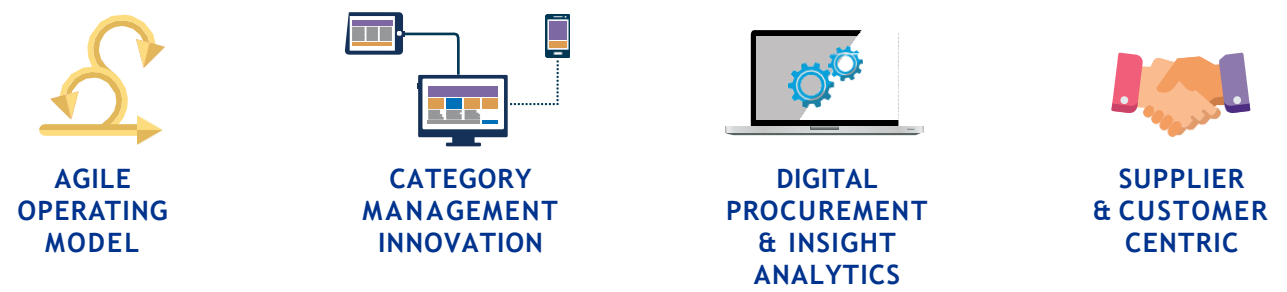 AGILE
OPERATING
MODEL
CATEGORY
MANAGEMENT
INNOVATION
DIGITAL
PROCUREMENT
& INSIGHT
ANALYTICS
SUPPLIER
& CUSTOMER
CENTRIC